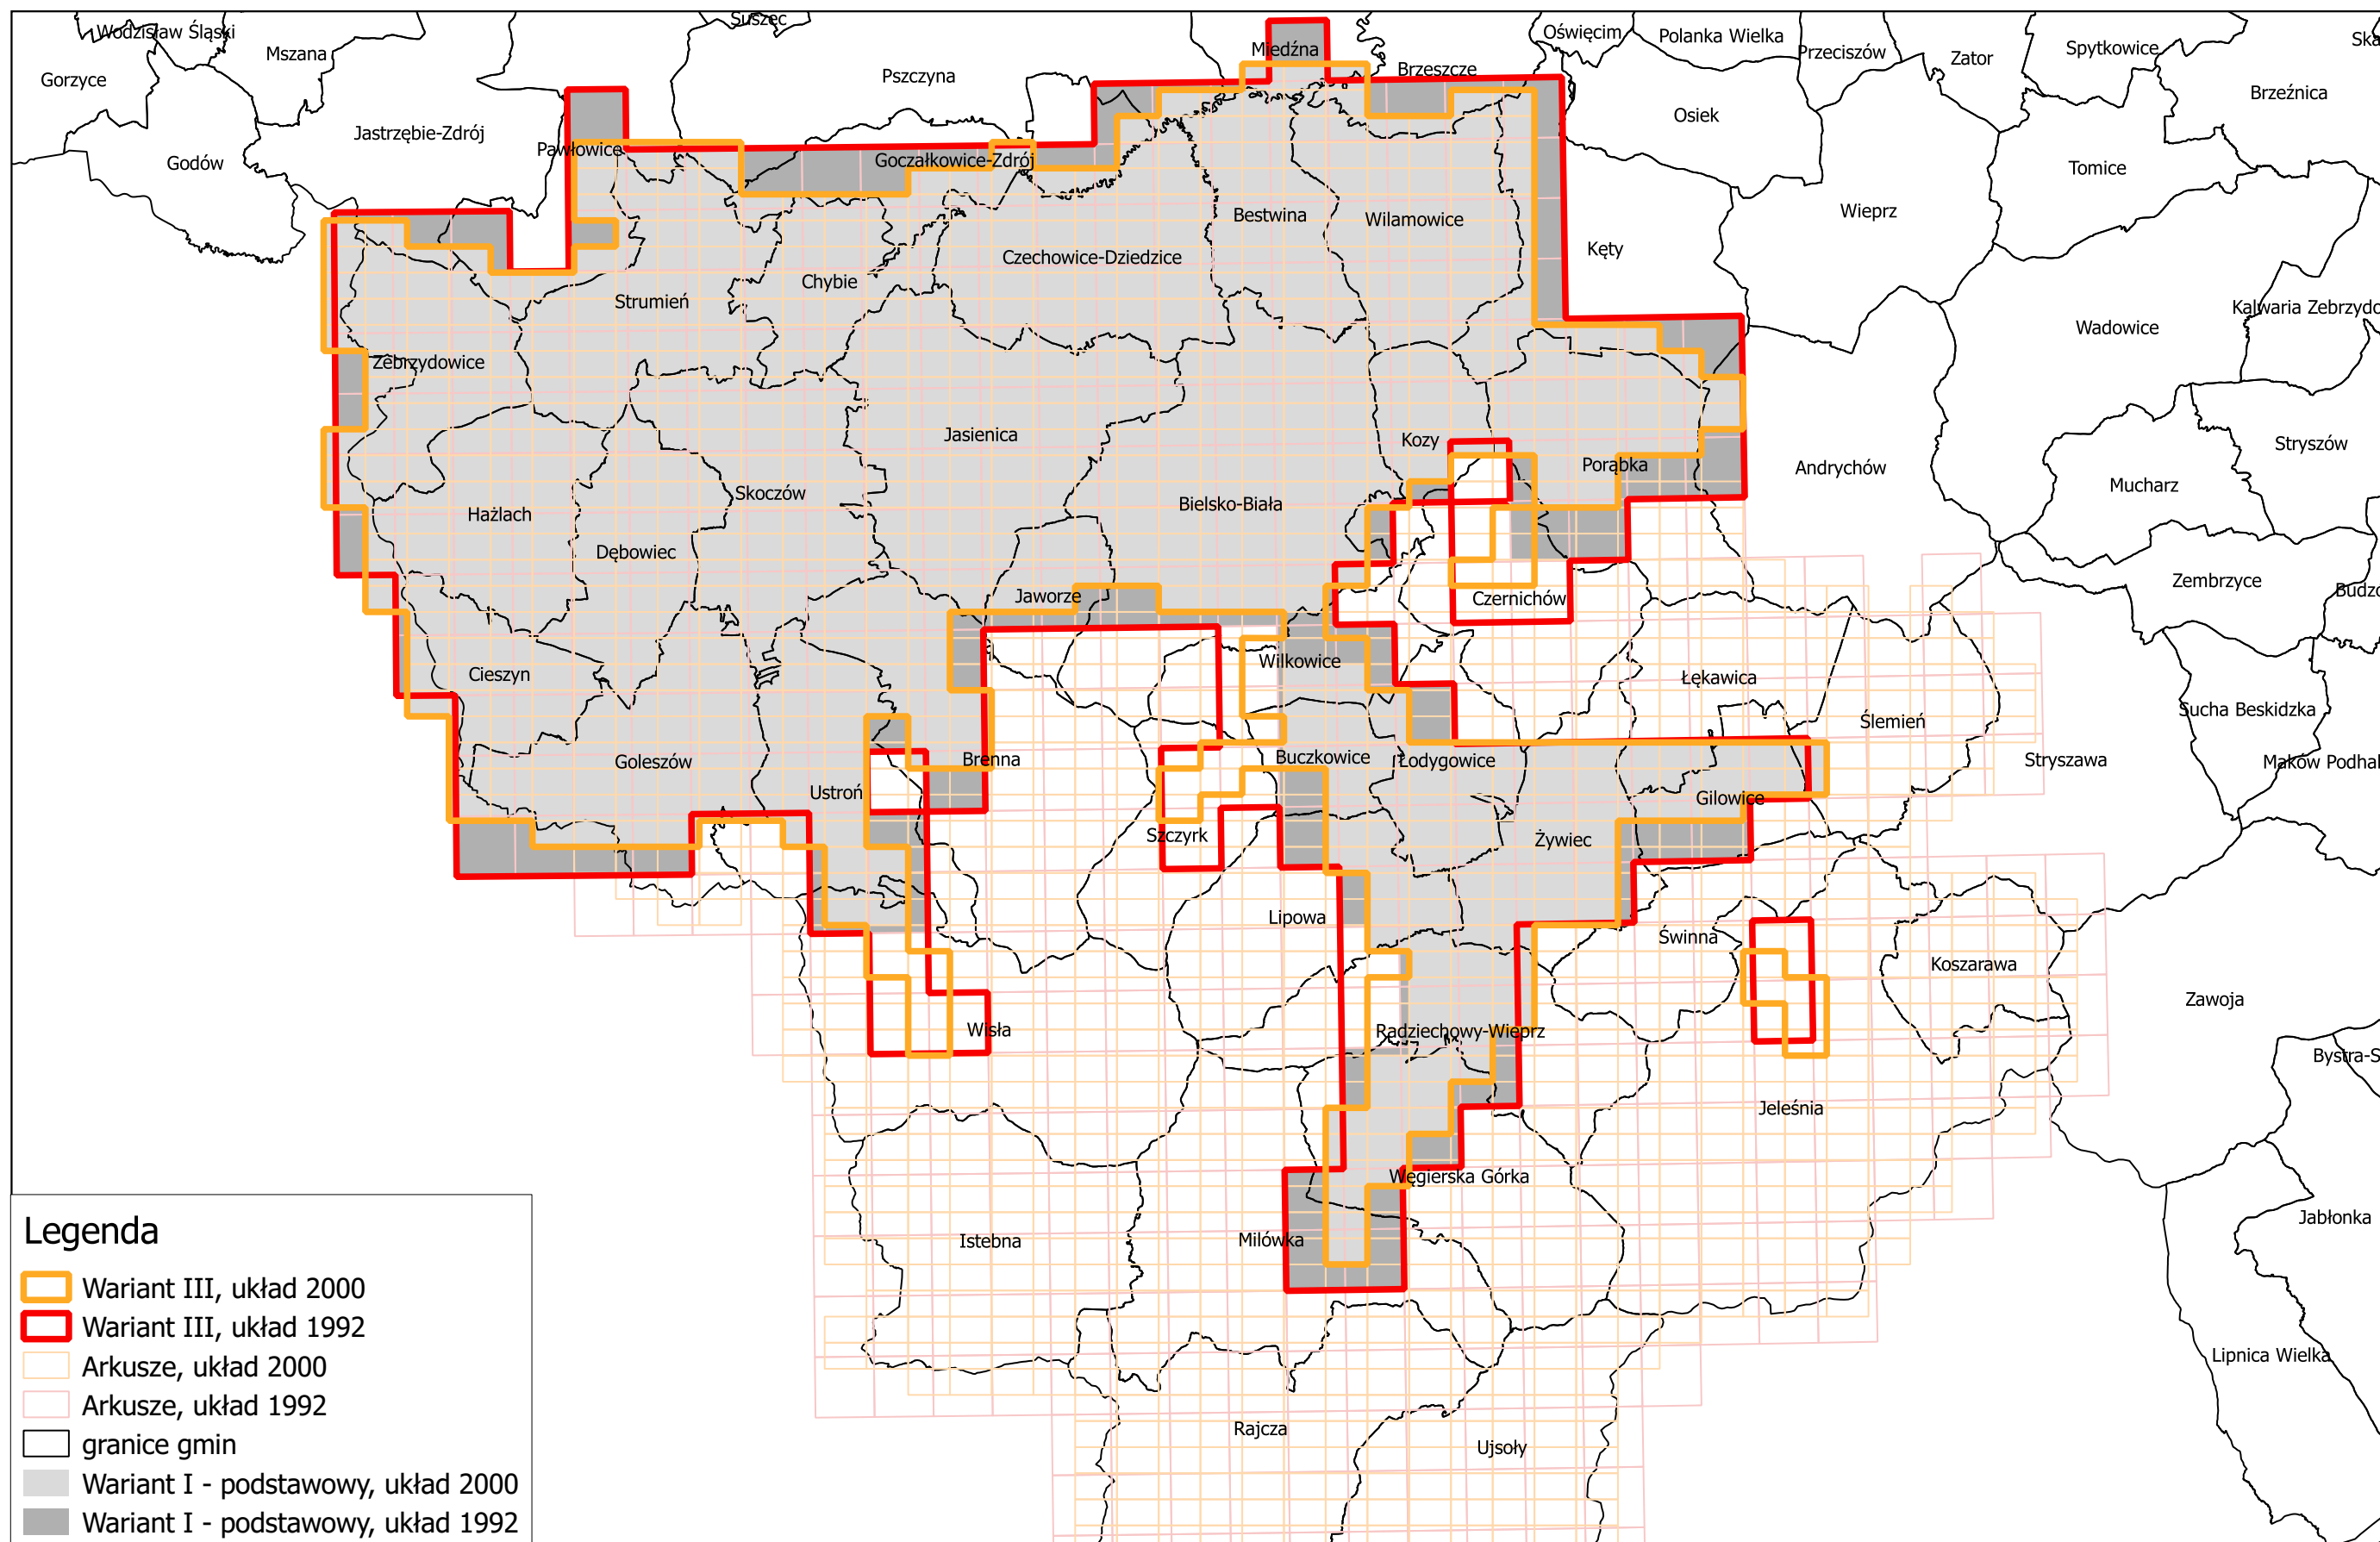 Suszec
Wodzisław Śląski
Oświęcim
Polanka Wielka
Mszana
Miedźna
Przeciszów
Spytkowice
Zator
Brzeszcze
Gorzyce
Pszczyna
Brzeźnica
Osiek
Jastrzębie-Zdrój
Pawłowice
Goczałkowice-Zdrój
Godów
Tomice
Wieprz
Bestwina
Wilamowice
Kęty
Czechowice-Dziedzice
Chybie
Strumień
Wadowice
Zebrzydowice
Jasienica
Kozy
Stryszów
Porąbka
Andrychów
Mucharz
Skoczów
Bielsko-Biała
Hażlach
Dębowiec
Zembrzyce
Jaworze
Czernichów
Wilkowice
Cieszyn
Łękawica
Sucha Beskidzka
Ślemień
Goleszów
Brenna
Buczkowice
Łodygowice
Stryszawa
Ustroń
Gilowice
Szczyrk
Żywiec
Lipowa
Świnna
Koszarawa
Zawoja
Wisła
Radziechowy-Wieprz
Jeleśnia
Węgierska Górka
Jabłonka
Istebna
Milówka
Lipnica Wielka
Rajcza
Ujsoły
Legenda
Wariant III, układ 2000
Wariant III, układ 1992
Arkusze, układ 2000
Arkusze, układ 1992
granice gmin
Wariant I - podstawowy, układ 2000
Wariant I - podstawowy, układ 1992